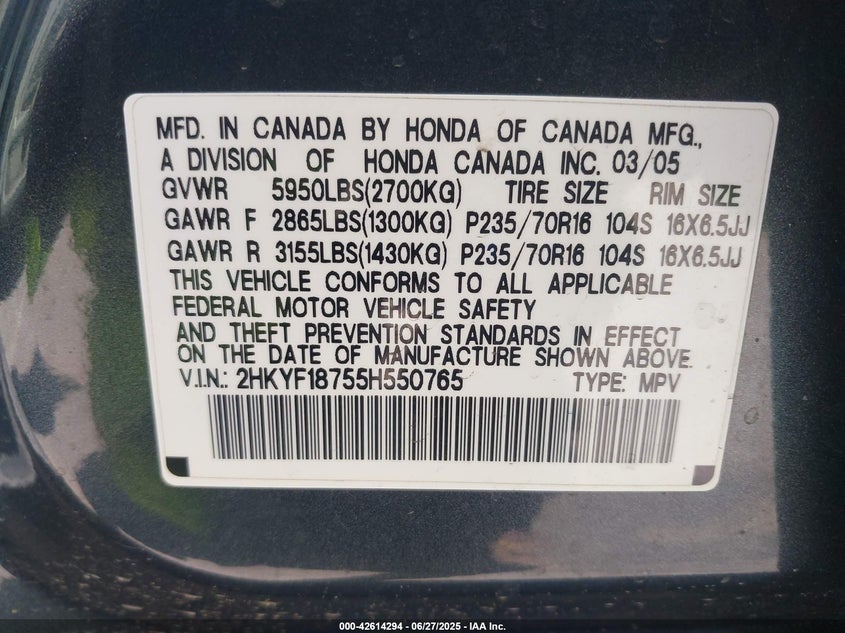 MFD. IN CANADA BY HONDA OF CANADA MFG.,
A DIVISION OF HONDA CANADA INC. 03/05
GVWR 5950LBS(2700KG) TIRE SIZE RIM SIZE
GAWR F 2865LBS(1300KG) P235/70R16 104S 16X6.5JJ
GAWR R 3155LBS(1430KG) P235/70R16 104S 16X6.5JJ
THIS VEHICLE CONFORMS TO ALL APPLICABLE
FEDERAL MOTOR VEHICLE SAFETY
AND THEFT PREVENTION STANDARDS IN EFFECT
ON THE DATE OF MANUFACTURE SHOWN ABOVE.
V.I.N.: 2HKYF18755H550765 TYPE: MPV
000-42614294 | 06/27/2025 - IAA Inc.